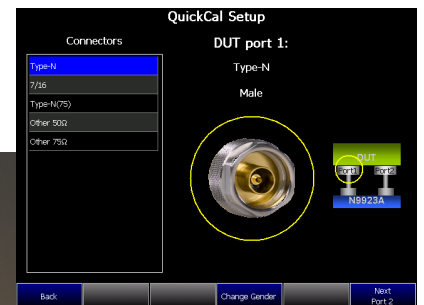 QuickCal Setup
Connectors
Type-N
7/16
Type-N(75)
Other 50Ω
Other 75Ω
DUT port 1:
Type-N
Male
DUT
Port1 Port2
N9923A
Back
Change Gender
Next
Port 2